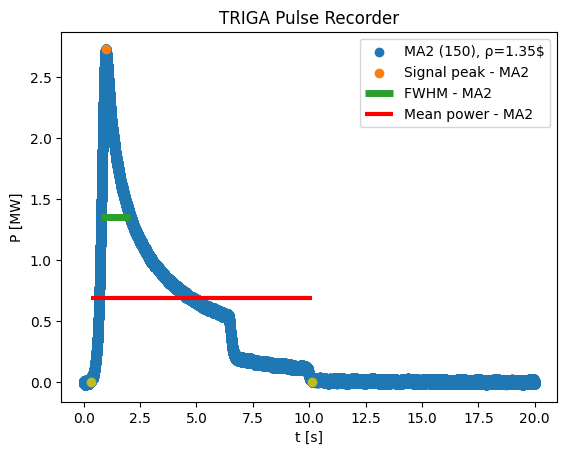 TRIGA Pulse Recorder
MA2 (150), ρ=1.35$
Signal peak - MA2
FWHM - MA2
Mean power - MA2
P [MW]
2.5
2.0
1.5
1.0
0.5
0.0
0.0 2.5 5.0 7.5 10.0 12.5 15.0 17.5 20.0
t [s]